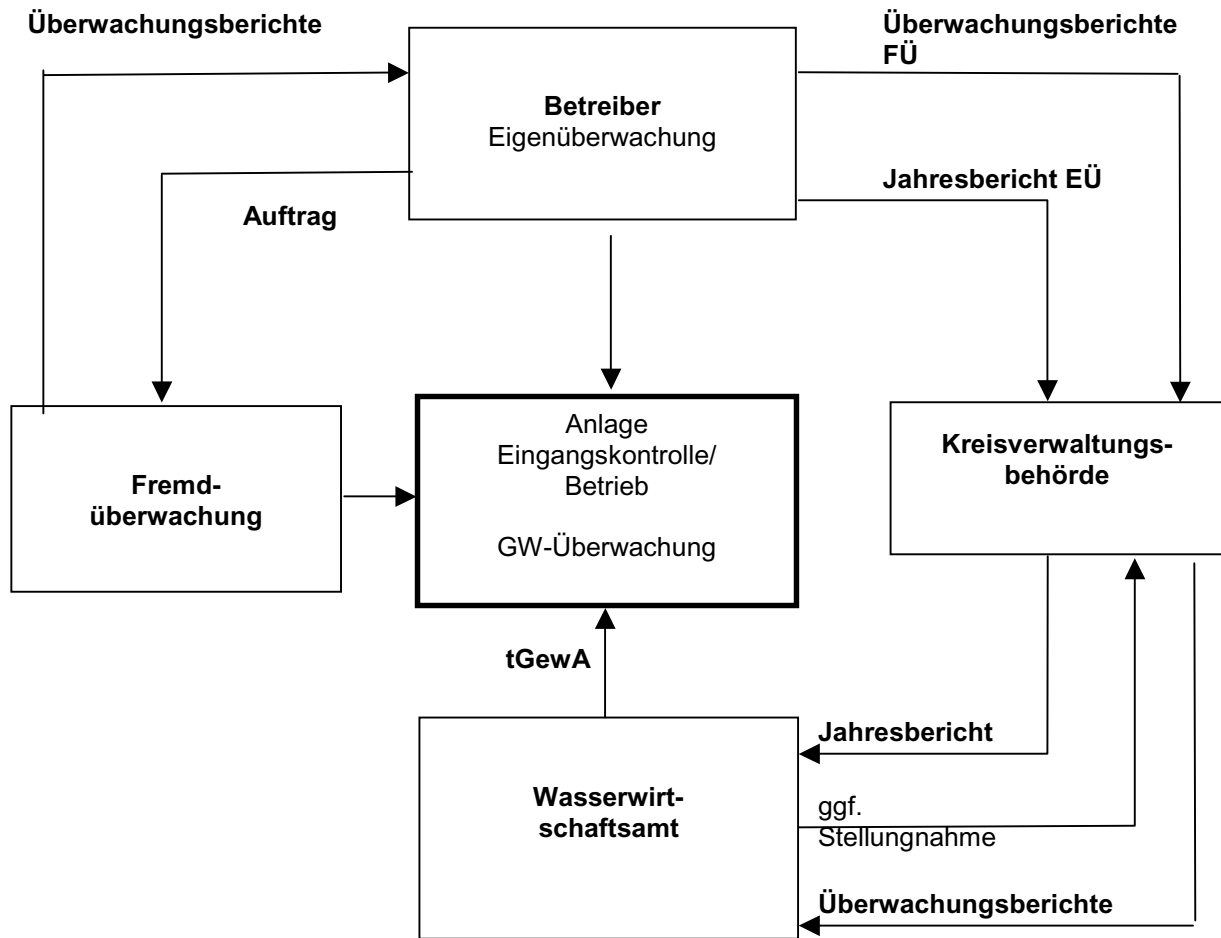 Überwachungsberichte
Überwachungsberichte
FÜ
Betreiber
Eigenüberwachung
Jahresbericht EÜ
Auftrag
Anlage
Eingangskontrolle/
Betrieb
GW-Überwachung
Kreisverwaltungs-
behörde
Fremd-
überwachung
tGewA
Jahresbericht
Wasserwirt-
schaftsamt
ggf.
Stellungnahme
Überwachungsberichte